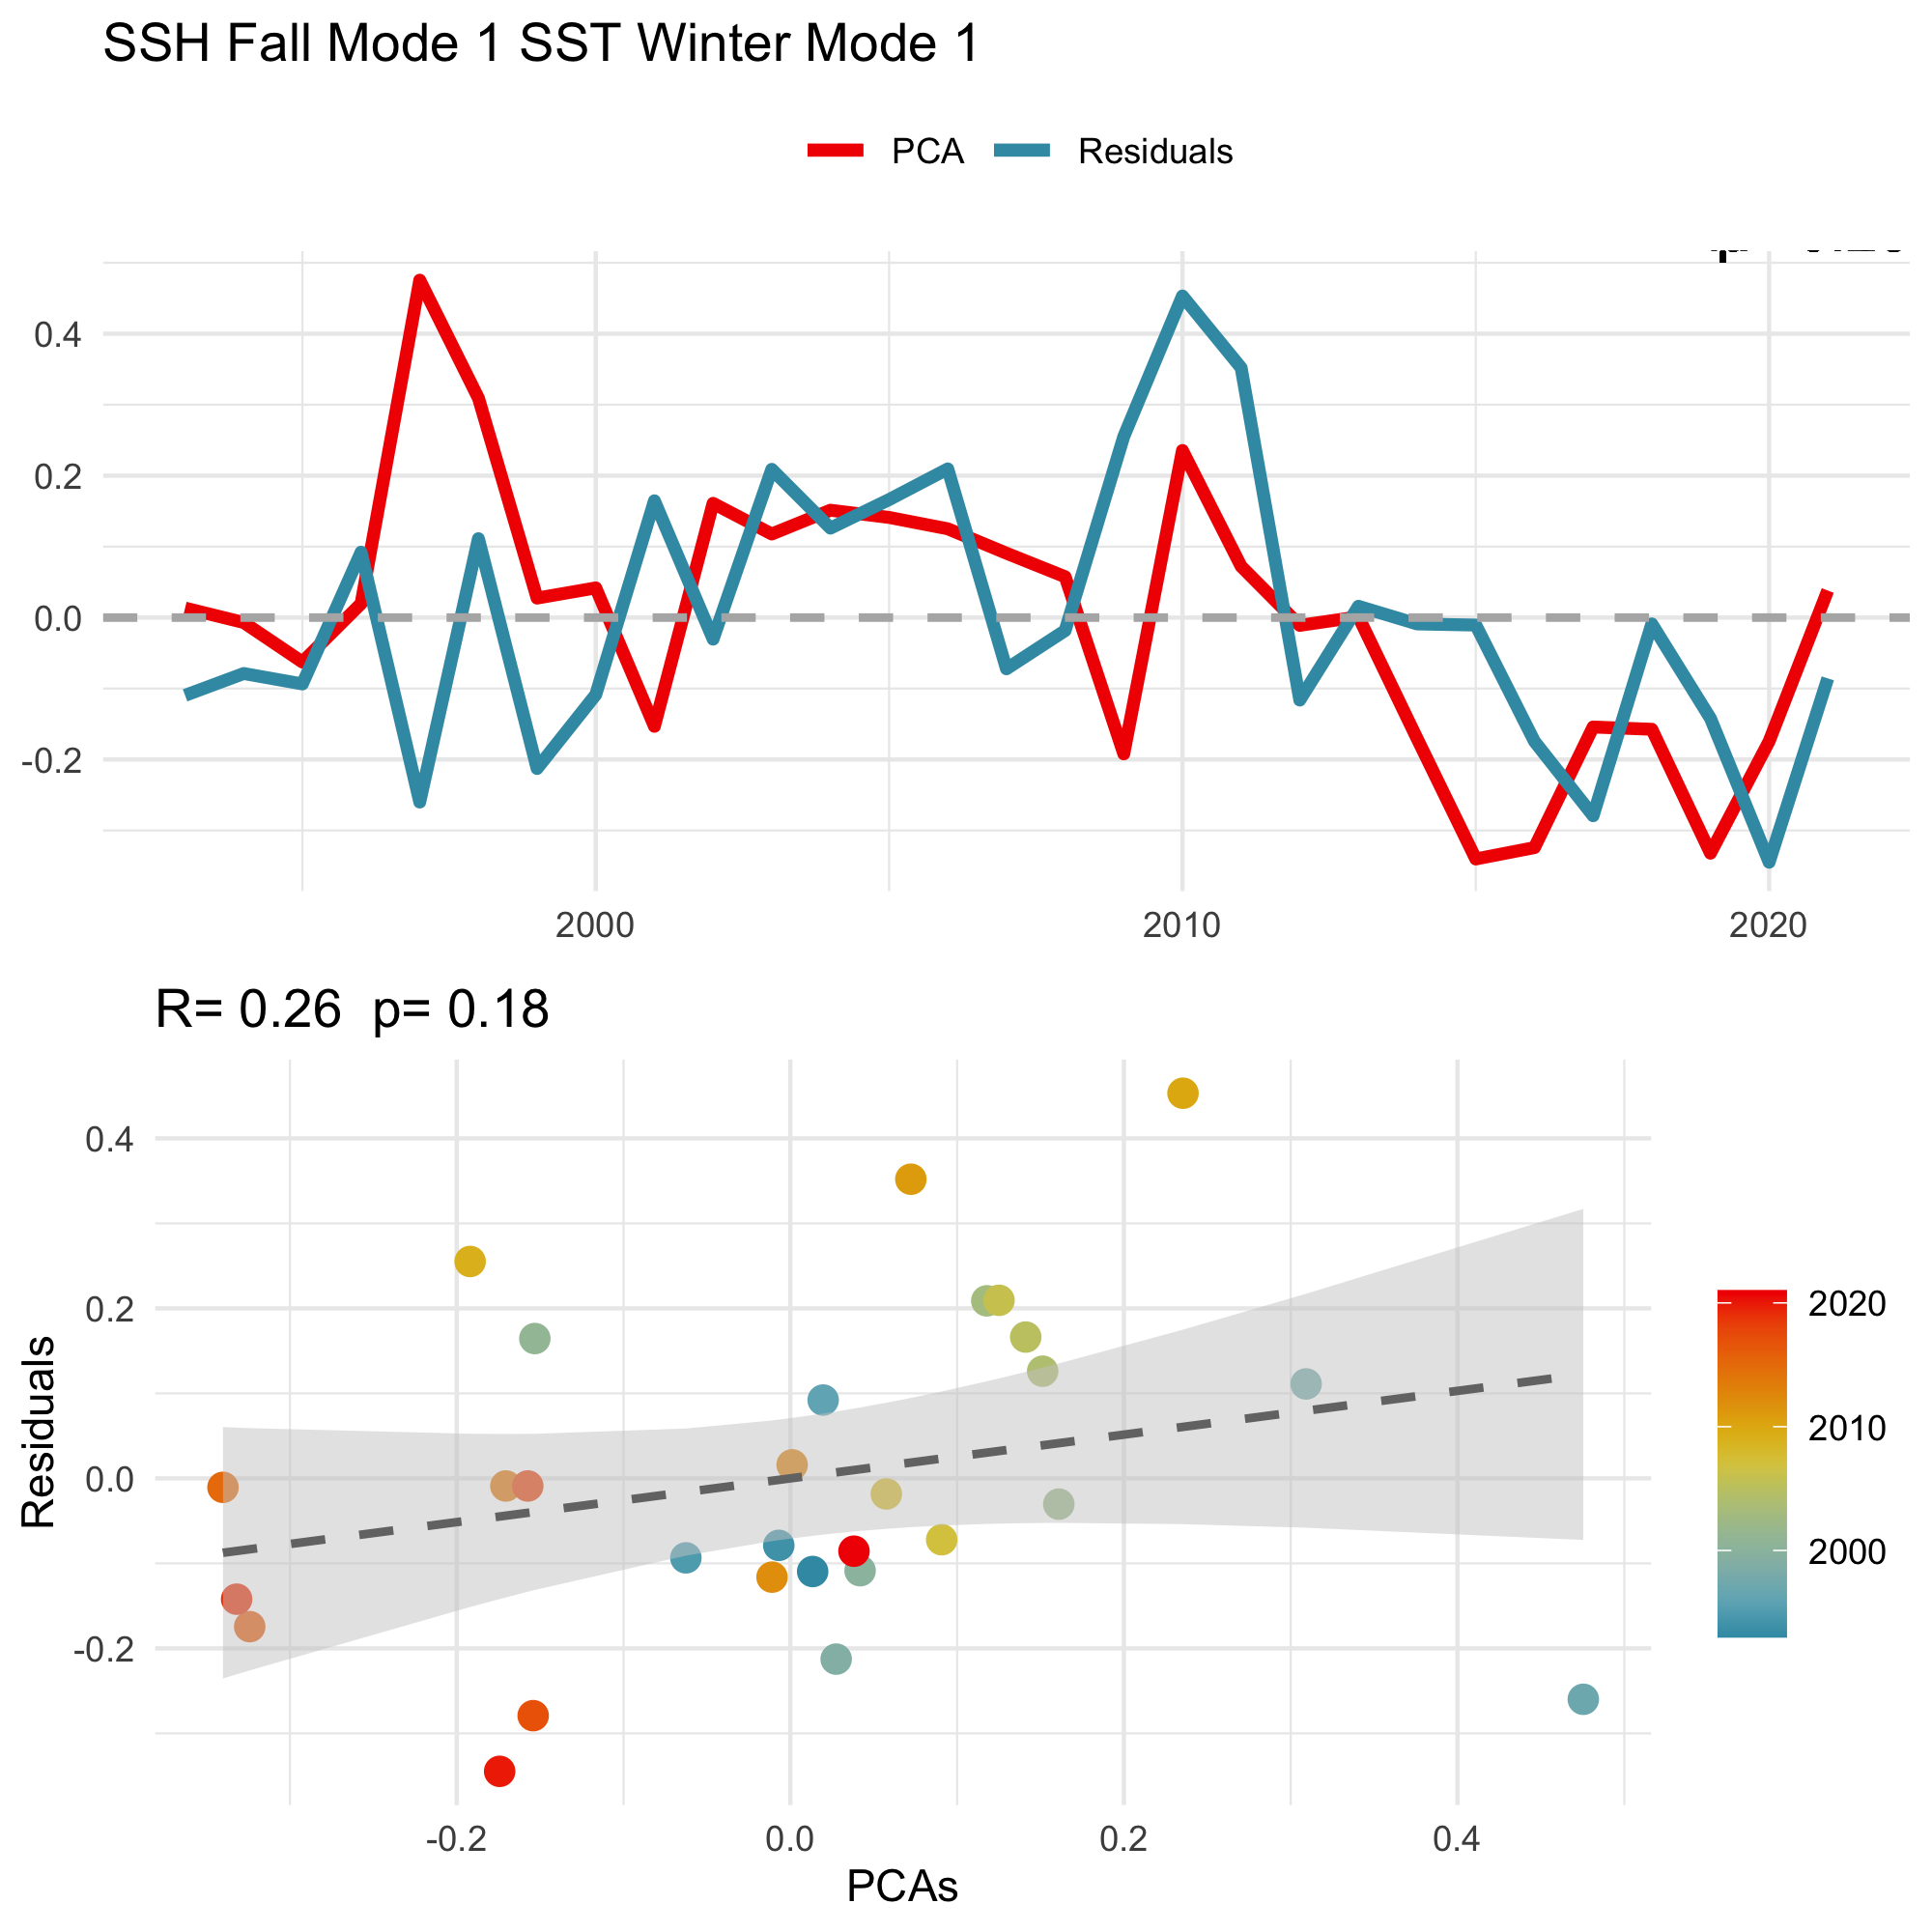 SSH Fall Mode 1 SST Winter Mode 1
PCA Residuals
0.4
0.2
0.0
-0.2
2000 2010 2020
R= 0.26 p= 0.18
Residuals
0.4
0.2
0.0
-0.2
-0.2 0.0 0.2 0.4
PCAs
2020
2010
2000